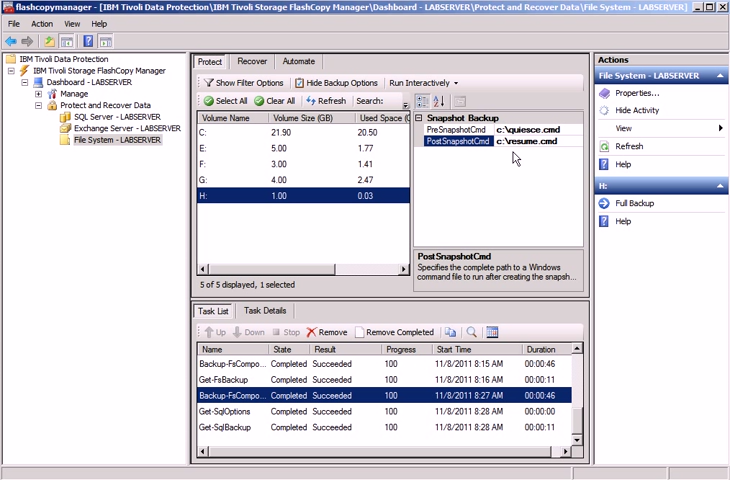 flashcopymanager - [IBM Tivoli Data Protection\IBM Tivoli Storage FlashCopy Manager\Dashboard - LABSERVER\Protect and Recover Data\File System - LABSERVER]
File Action View Help
IBM Tivoli Data Protection
IBM Tivoli Storage FlashCopy Manager
Dashboard - LABSERVER
Manage
Protect and Recover Data
SQL Server - LABSERVER
Exchange Server - LABSERVER
File System - LABSERVER
Protect Recover Automate
Show Filter Options Hide Backup Options Run Interactively
Select All Clear All Refresh Search:
Volume Name Volume Size (GB) Used Space (
C: 21.90 20.50
E: 5.00 1.77
F: 3.00 1.41
G: 4.00 2.47
H: 1.00 0.03
5 of 5 displayed, 1 selected
Snapshot Backup
PreSnapshotCmd c:\quiesce.cmd
PostSnapshotCmd c:\resume.cmd
PostSnapshotCmd
Specifies the complete path to a Windows
command file to run after creating the snapsh...
Task List Task Details
Up Down Stop Remove Remove Completed
Name State Result Progress Start Time Duration
Backup-FsCompo... Completed Succeeded 100 11/8/2011 8:15 AM 00:00:46
Get-FsBackup Completed Succeeded 100 11/8/2011 8:16 AM 00:00:11
Backup-FsCompo... Completed Succeeded 100 11/8/2011 8:27 AM 00:00:46
Get-SqlOptions Completed Succeeded 100 11/8/2011 8:28 AM 00:00:00
Get-SqlBackup Completed Succeeded 100 11/8/2011 8:28 AM 00:00:11
Actions
File System - LABSERVER
Properties...
Hide Activity
View
Refresh
Help
H:
Full Backup
Help